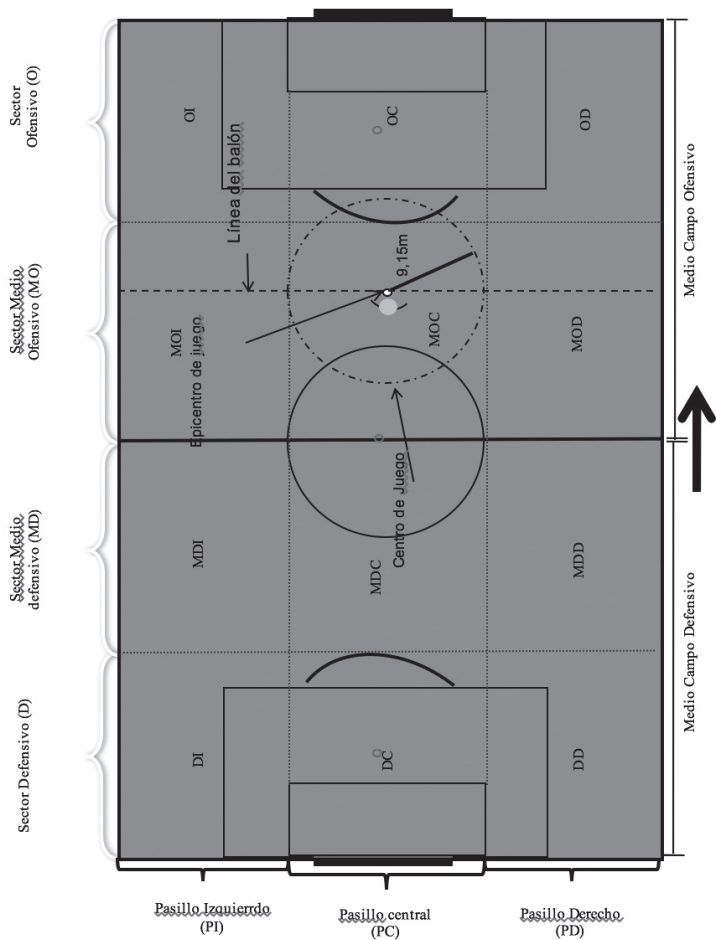 Sector
Ofensivo (O)
Sector Medio
Ofensivo (MO)
Sector Medio
defensivo (MD)
Sector Defensivo (D)
OI
OC
OD
Línea del balón
9,15m
MOI
Epicentro de juego
MOC
MOD
Centro de Juego
MDI
MDC
MDD
DI
DC
DD
Medio Campo Ofensivo
Medio Campo Defensivo
Pasillo Izquierrdo
(PI)
Pasillo central
(PC)
Pasillo Derecho
(PD)